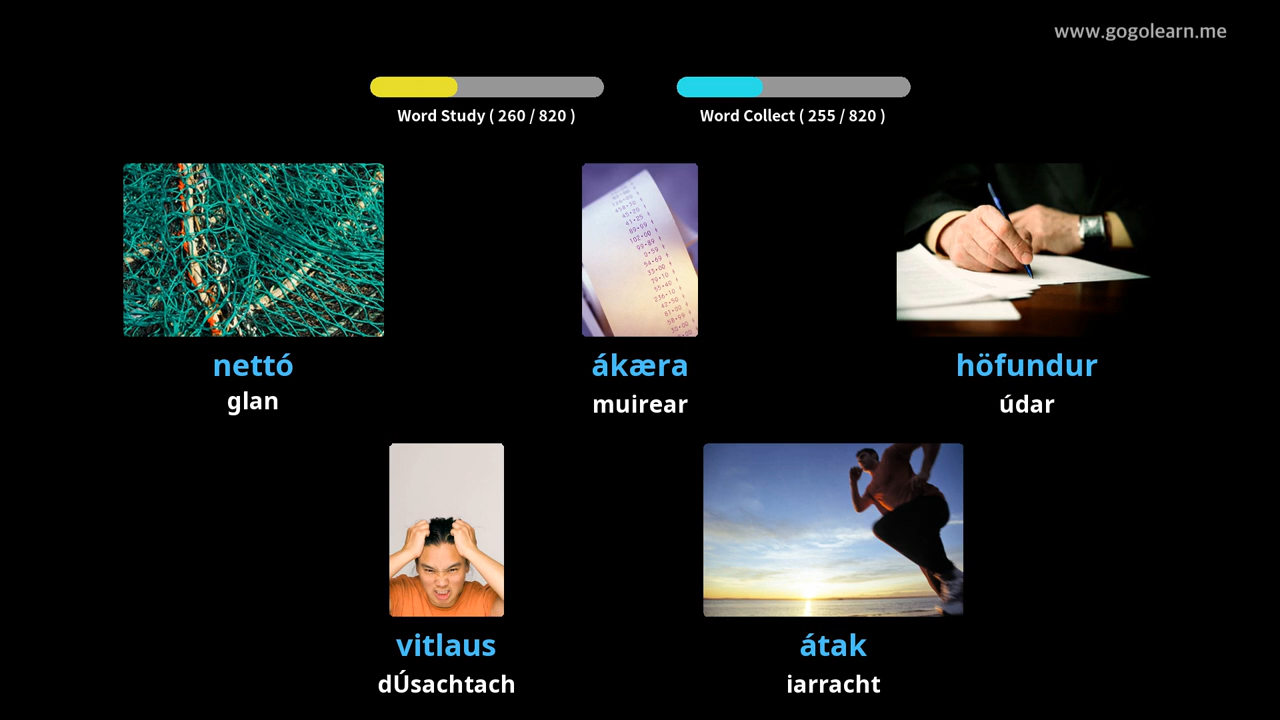 www.gogolearn.me
Word Study ( 260 / 820 )
Word Collect ( 255 / 820 )
nettó
glan
ákæra
muirear
höfundur
údar
vitlaus
dÚsachtach
átak
iarracht